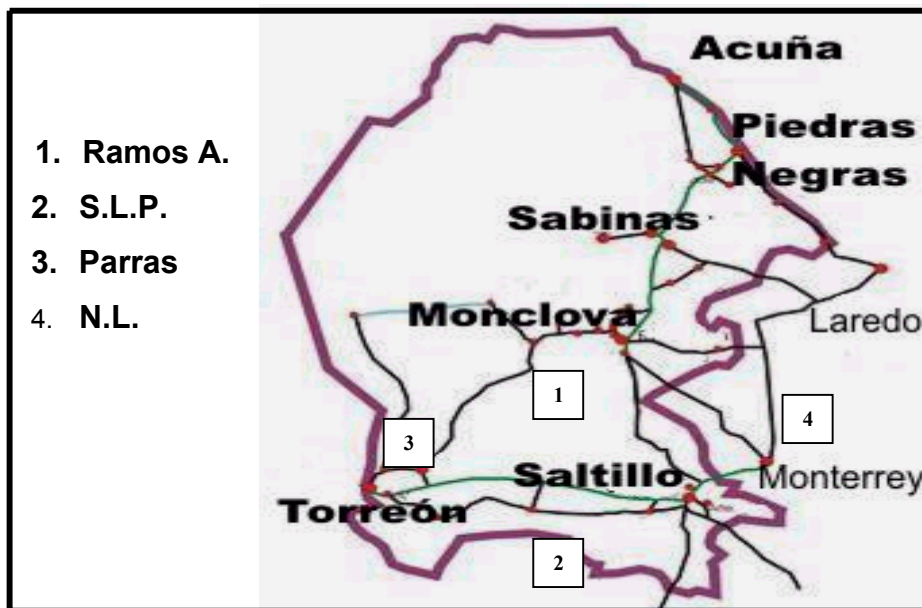 1. Ramos A.
2. S.L.P.
3. Parras
4. N.L.
Acuña
Piedras
Negras
Sabinas
Monclova
Laredo
1
4
3
Saltillo
Monterrey
Torreón
2